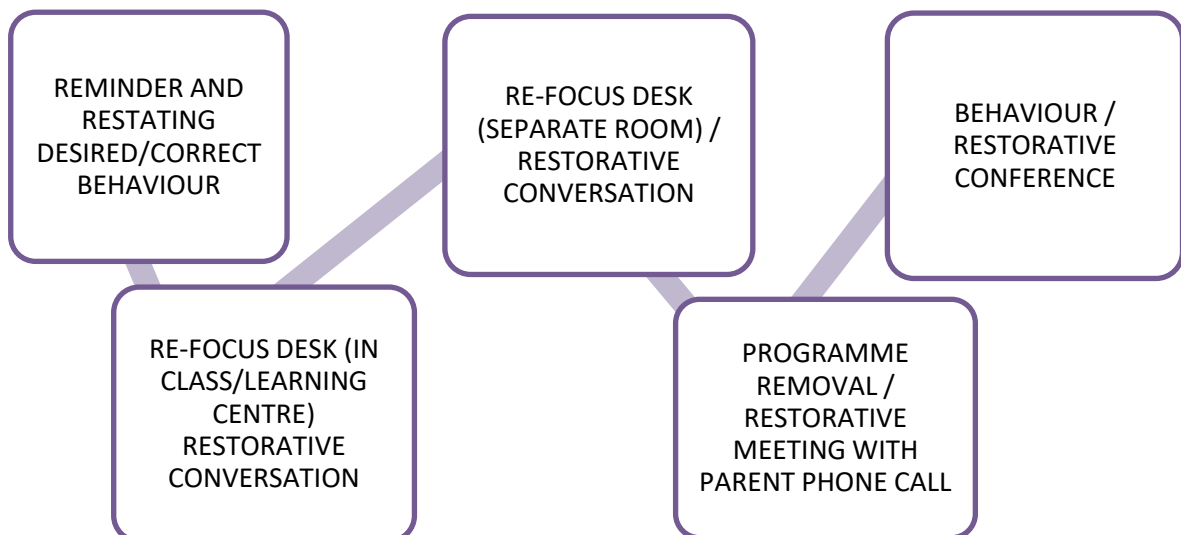 REMINDER AND
RESTATING
DESIRED/CORRECT
BEHAVIOUR
RE-FOCUS DESK (IN
CLASS/LEARNING
CENTRE)
RESTORATIVE
CONVERSATION
RE-FOCUS DESK
(SEPARATE ROOM) /
RESTORATIVE
CONVERSATION
PROGRAMME
REMOVAL /
RESTORATIVE
MEETING WITH
PARENT PHONE CALL
BEHAVIOUR /
RESTORATIVE
CONFERENCE